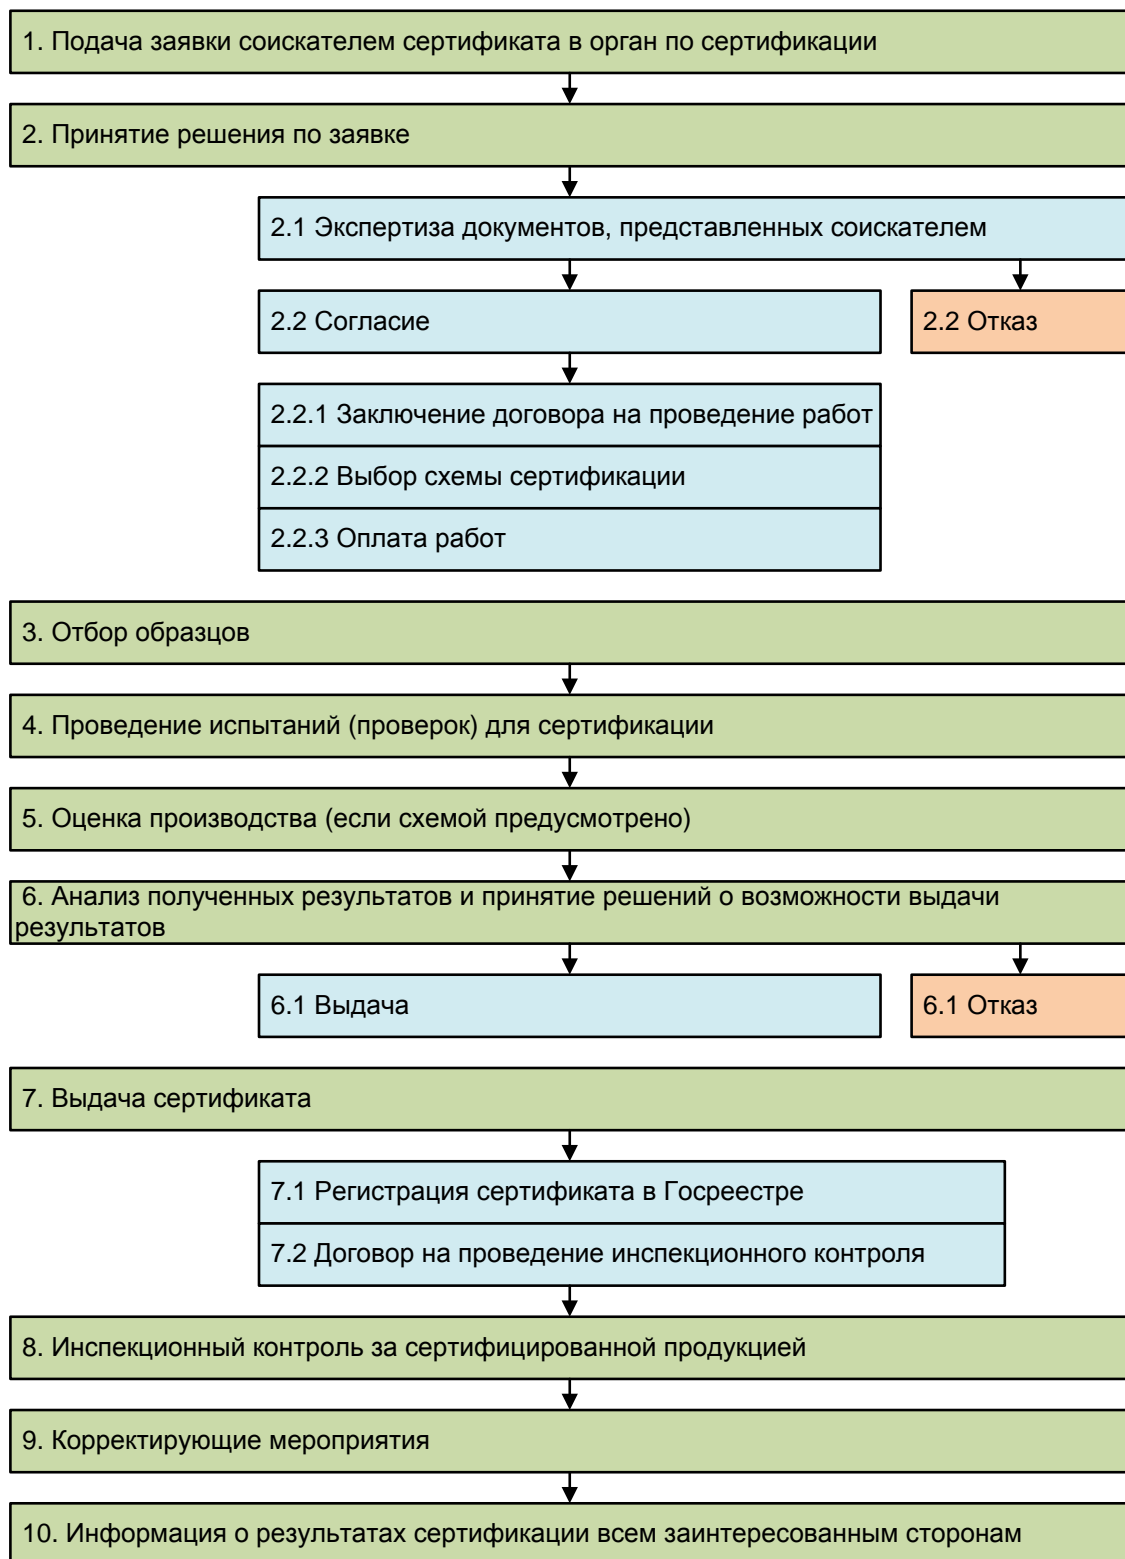 1. Подача заявки соискателем сертификата в орган по сертификации
2. Принятие решения по заявке
2.1 Экспертиза документов, представленных соискателем
2.2 Согласие
2.2 Отказ
2.2.1 Заключение договора на проведение работ
2.2.2 Выбор схемы сертификации
2.2.3 Оплата работ
3. Отбор образцов
4. Проведение испытаний (проверок) для сертификации
5. Оценка производства (если схемой предусмотрено)
6. Анализ полученных результатов и принятие решений о возможности выдачи
результатов
6.1 Выдача
6.1 Отказ
7. Выдача сертификата
7.1 Регистрация сертификата в Госреестре
7.2 Договор на проведение инспекционного контроля
8. Инспекционный контроль за сертифицированной продукцией
9. Корректирующие мероприятия
10. Информация о результатах сертификации всем заинтересованным сторонам